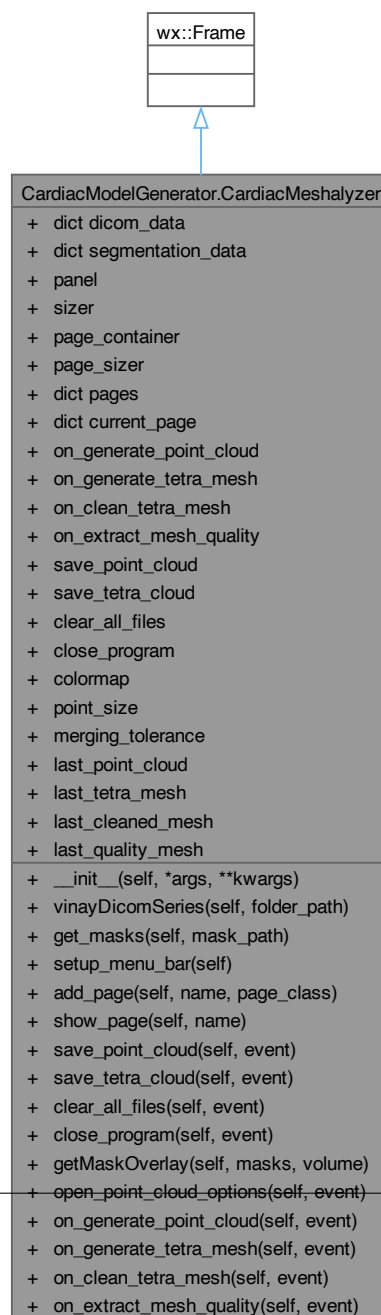 wx::Frame
CardiacModelGenerator.CardiacMeshalyzer
+ dict dicom_data
+ dict segmentation_data
+ panel
+ sizer
+ page_container
+ page_sizer
+ dict pages
+ dict current_page
+ on_generate_point_cloud
+ on_generate_tetra_mesh
+ on_clean_tetra_mesh
+ on_extract_mesh_quality
+ save_point_cloud
+ save_tetra_cloud
+ clear_all_files
+ close_program
+ colormap
+ point_size
+ merging_tolerance
+ last_point_cloud
+ last_tetra_mesh
+ last_cleaned_mesh
+ last_quality_mesh
+ __init__(self, *args, **kwargs)
+ vinayDicomSeries(self, folder_path)
+ get_masks(self, mask_path)
+ setup_menu_bar(self)
+ add_page(self, name, page_class)
+ show_page(self, name)
+ save_point_cloud(self, event)
+ save_tetra_cloud(self, event)
+ clear_all_files(self, event)
+ close_program(self, event)
+ getMaskOverlay(self, masks, volume)
+ open_point_cloud_options(self, event)
+ on_generate_point_cloud(self, event)
+ on_generate_tetra_mesh(self, event)
+ on_clean_tetra_mesh(self, event)
+ on_extract_mesh_quality(self, event)